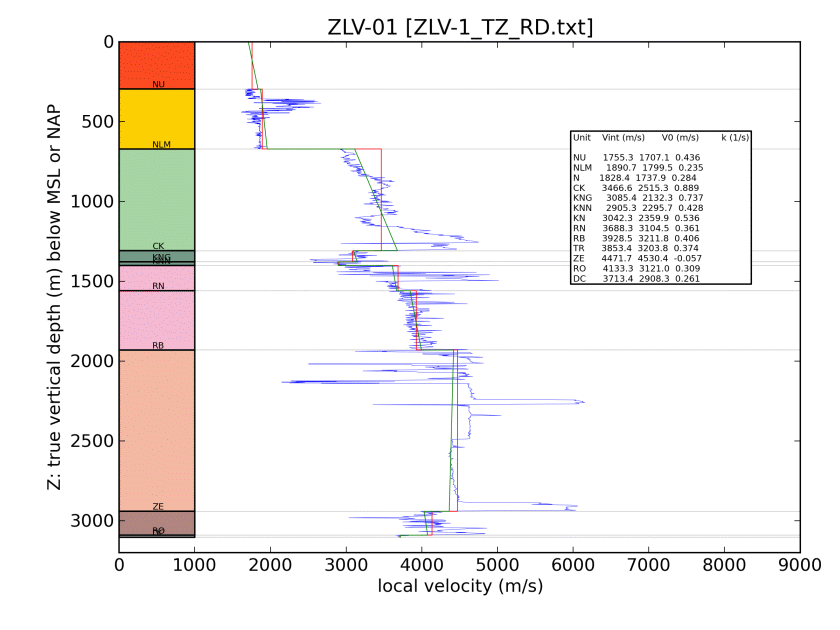 ZLV-01 [ZLV-1_TZ_RD.txt]
Z: true vertical depth (m) below MSL or NAP
0
500
1000
1500
2000
2500
3000
NU
NLM
CK
KNG
KNN
RN
RB
ZE
RO
Unit Vint (m/s) V0 (m/s) k (1/s)
NU 1755.3 1707.1 0.436
NLM 1890.7 1799.5 0.235
N 1828.4 1737.9 0.284
CK 3466.6 2515.3 0.889
KNG 3085.4 2132.3 0.737
KNN 2905.3 2295.7 0.428
KN 3042.3 2359.9 0.536
RN 3688.3 3104.5 0.361
RB 3928.5 3211.8 0.406
TR 3853.4 3203.8 0.374
ZE 4471.7 4530.4 -0.057
RO 4133.3 3121.0 0.309
DC 3713.4 2908.3 0.261
0 1000 2000 3000 4000 5000 6000 7000 8000 9000
local velocity (m/s)